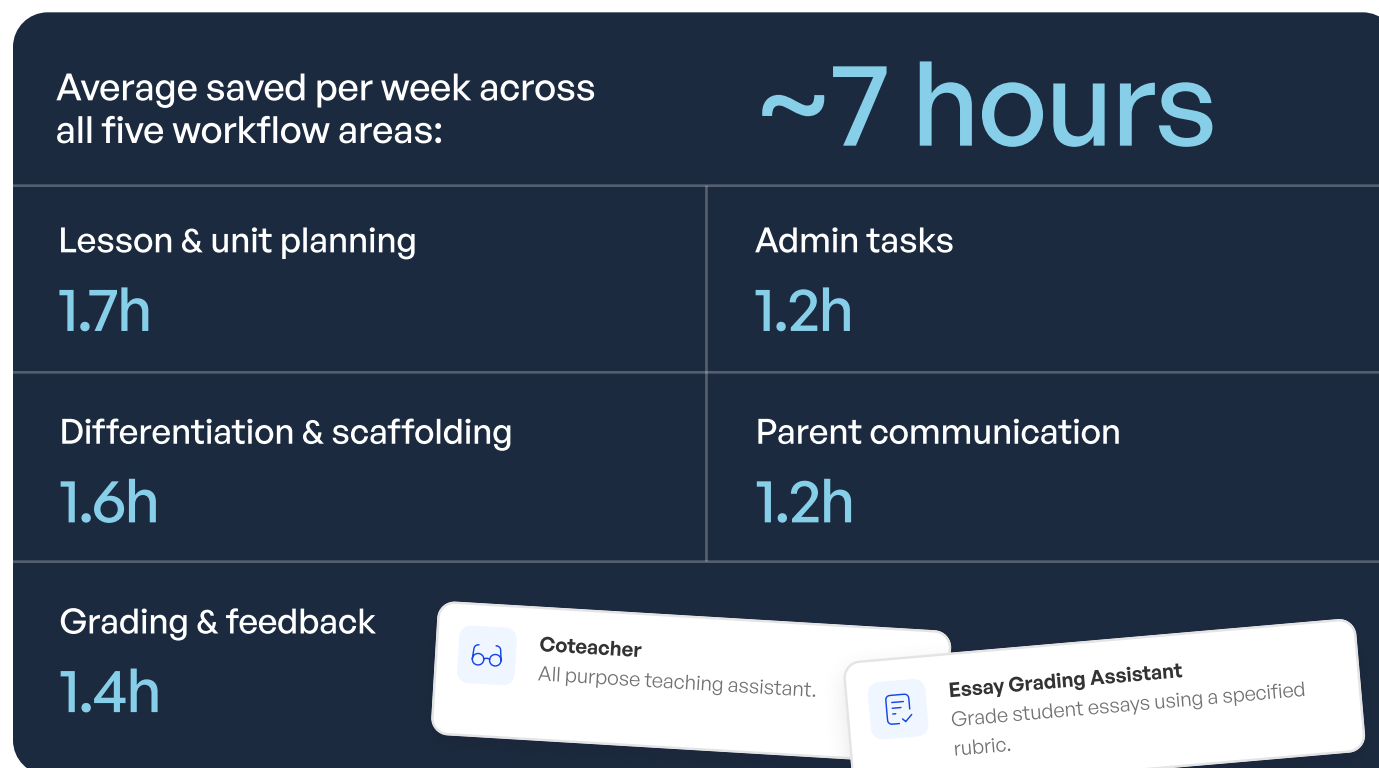 Average saved per week across
all five workflow areas:
~7 hours
Lesson & unit planning
1.7h
Admin tasks
1.2h
Differentiation & scaffolding
1.6h
Parent communication
1.2h
Grading & feedback
1.4h
Coteacher
All purpose teaching assistant.
Essay Grading Assistant
Grade student essays using a specified
rubric.